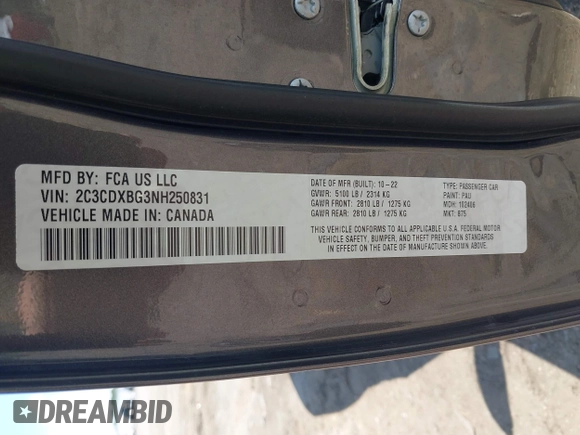 MFD BY: FCA US LLC
VIN: 2C3CDXBG3NH250831
VEHICLE MADE IN: CANADA
DATE OF MFR (BUILT): 10-22
GVWR: 5100 LB / 2314 KG
GAWR FRONT: 2810 LB / 1275 KG
GAWR REAR: 2810 LB / 1275 KG
TYPE: PASSENGER CAR
PAINT: PAU
MDH: 102406
MKT: 875
THIS VEHICLE CONFORMS TO ALL APPLICABLE U.S.A. FEDERAL MOTOR
VEHICLE SAFETY, BUMPER, AND THEFT PREVENTION STANDARDS
IN EFFECT ON THE DATE OF MANUFACTURE SHOWN ABOVE.
DREAMBID